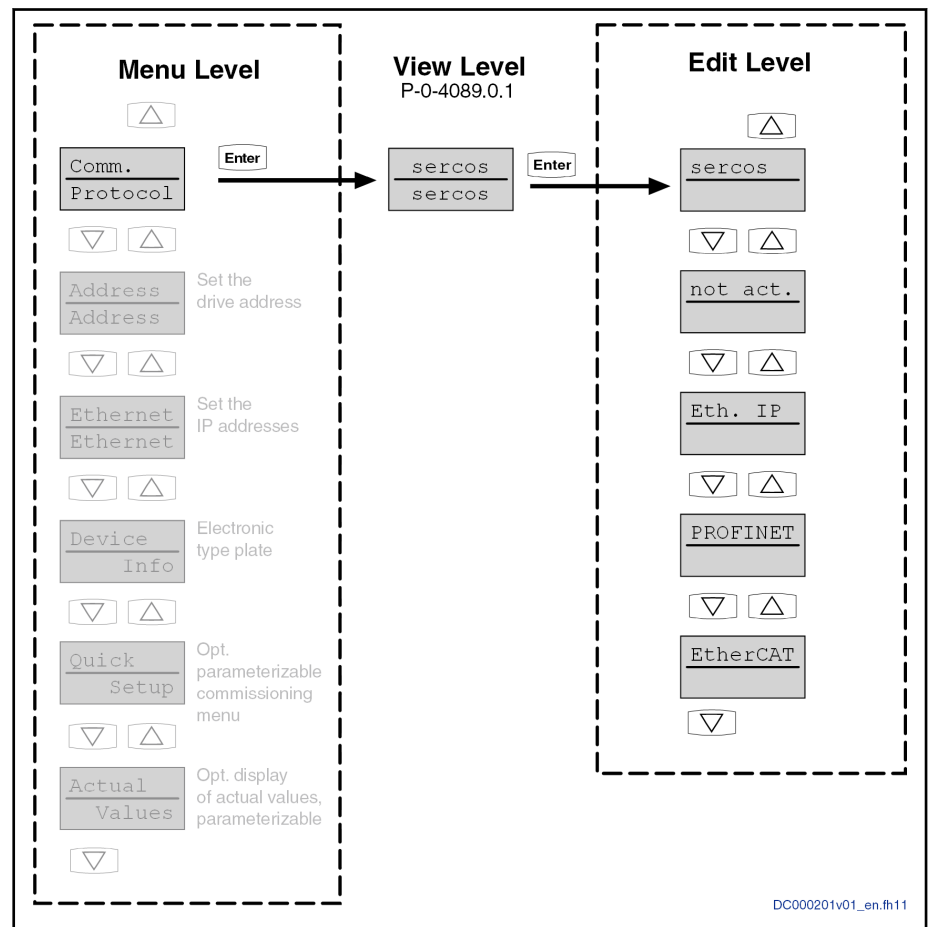 Menu Level
Comm.
Protocol
Enter
Address
Address
Set the
drive address
Ethernet
Ethernet
Set the
IP addresses
Device
Info
Electronic
type plate
Quick
Setup
Opt.
parameterizable
commissioning
menu
Actual
Values
Opt. display
of actual values,
parameterizable
View Level
P-0-4089.0.1
sercos
sercos
Enter
Edit Level
sercos
not act.
Eth. IP
PROFINET
EtherCAT
DC000201v01_en.fh11